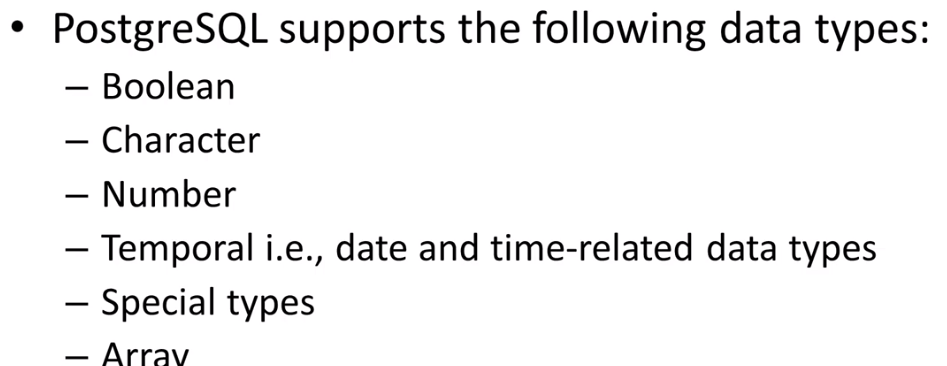 • PostgreSQL supports the following data types:
– Boolean
– Character
– Number
– Temporal i.e., date and time-related data types
– Special types
– Array